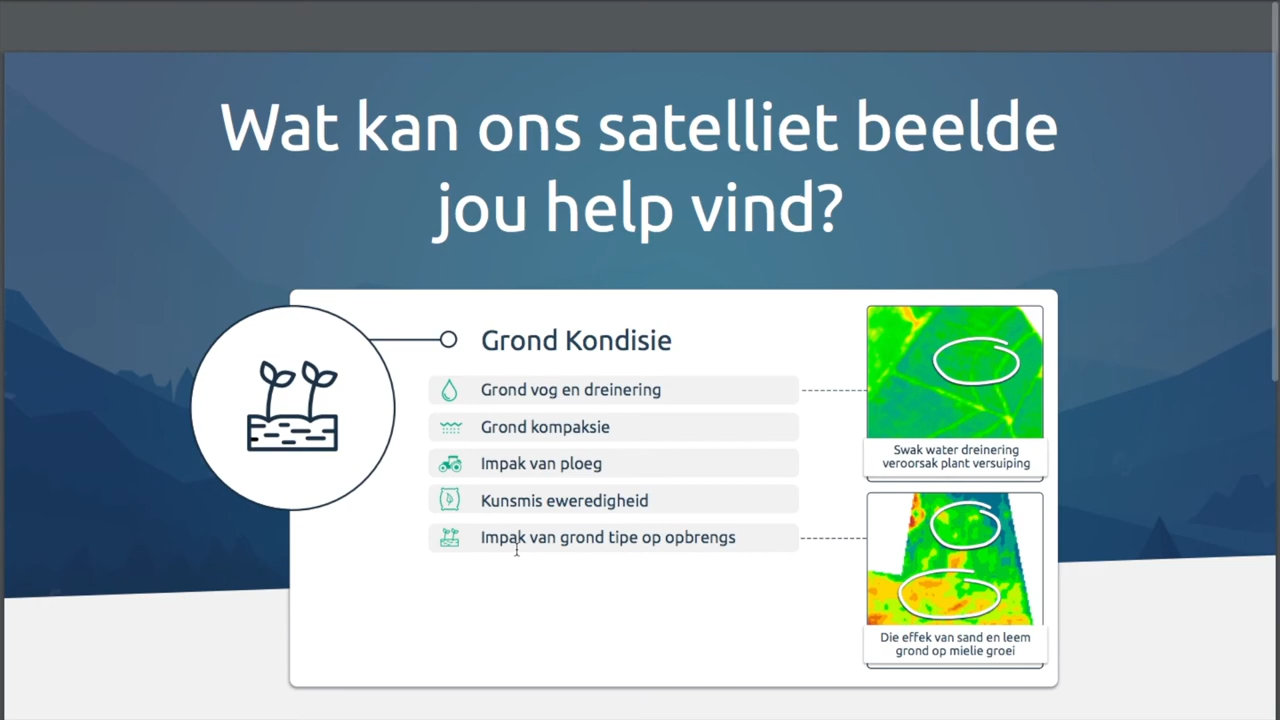 Wat kan ons satelliet beelde
jou help vind?
Grond Kondisie
Grond vog en dreinering
Grond kompaksie
Impak van ploeg
Kunsmis eweredigheid
Impak van grond tipe op opbrengs
Swak water dreinering
veroorsak plant versuiping
Die effek van sand en leem
grond op mielie groei